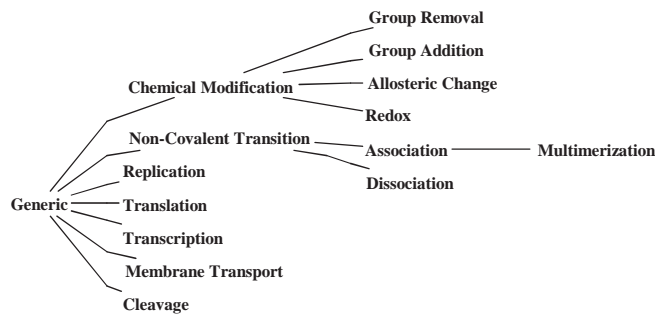 Group Removal
Group Addition
Chemical Modification
Allosteric Change
Redox
Non-Covalent Transition
Association
Multimerization
Replication
Dissociation
Generic
Translation
Transcription
Membrane Transport
Cleavage